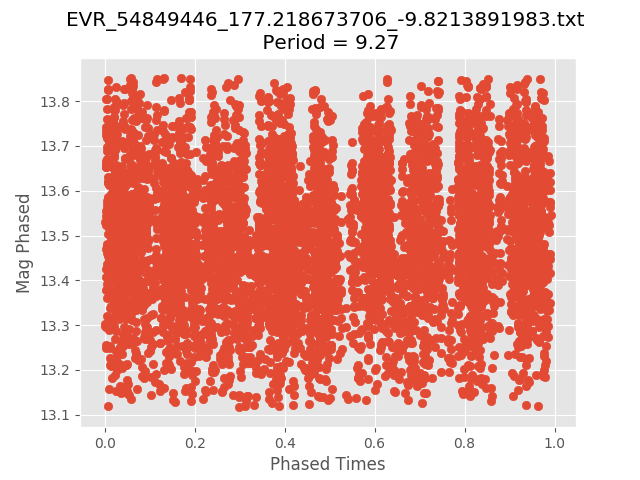 EVR_54849446_177.218673706_-9.8213891983.txt
Period = 9.27
Mag Phased
13.8
13.7
13.6
13.5
13.4
13.3
13.2
13.1
0.0 0.2 0.4 0.6 0.8 1.0
Phased Times